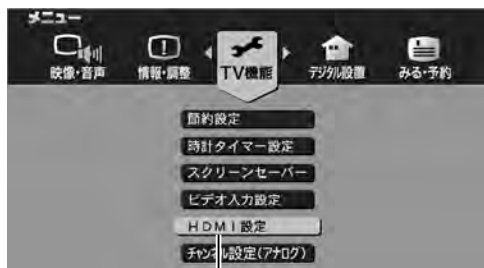 メニュー
映像・音声 情報・調整 TV機能 デジタル設置 みる・予約
節約設定
時計タイマー設定
スクリーンセーバー
ビデオ入力設定
HDMI設定
チャンネル設定(アナログ)